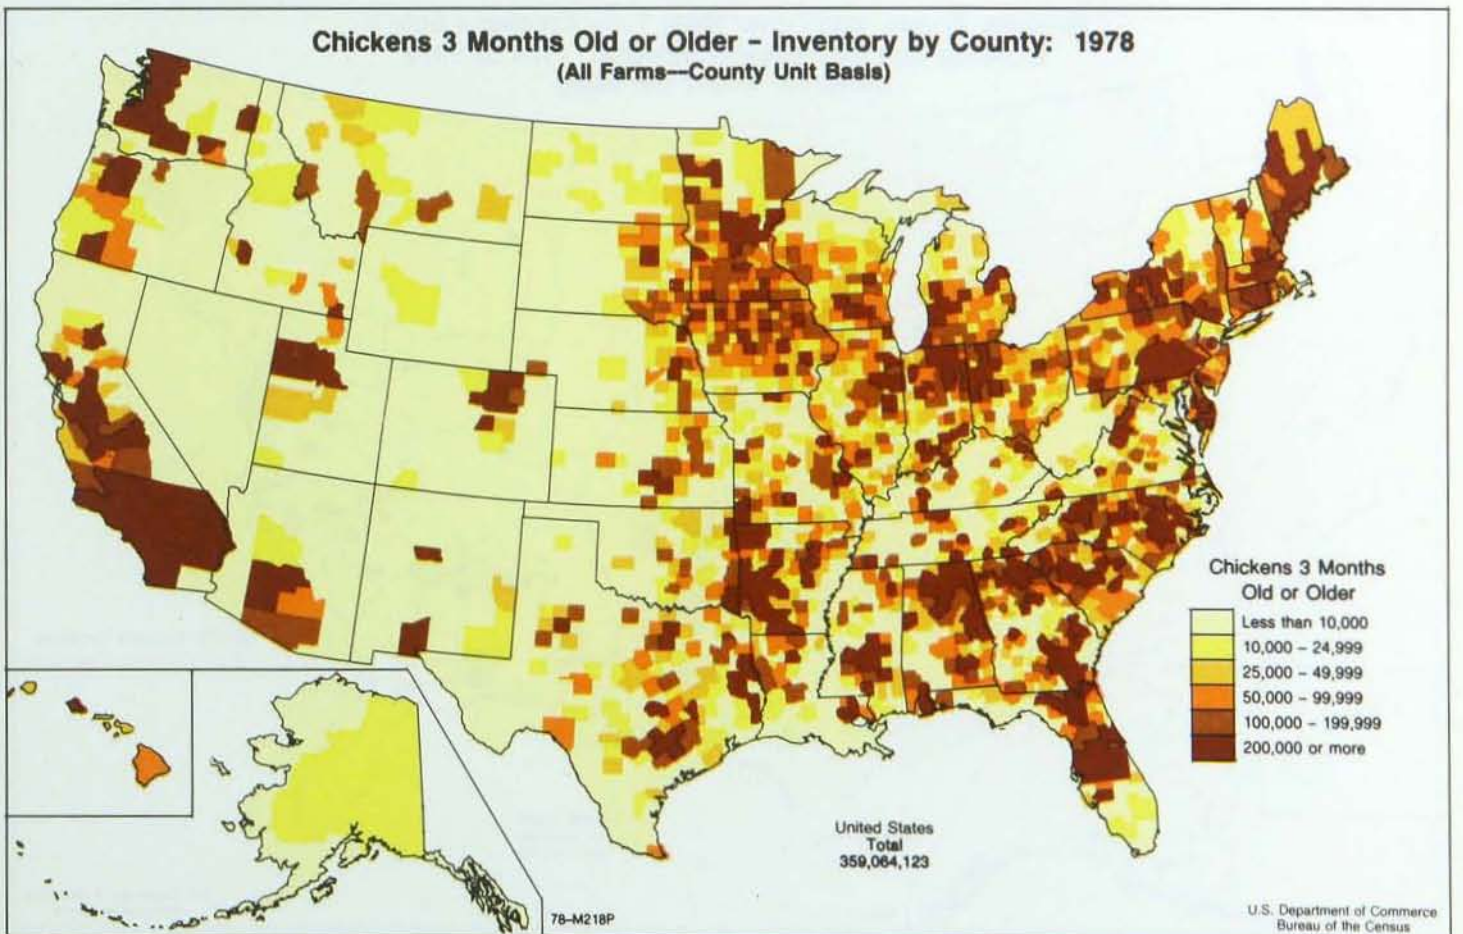 Chickens 3 Months Old or Older – Inventory by County: 1978
(All Farms—County Unit Basis)
Chickens 3 Months
Old or Older
Less than 10,000
10,000 – 24,999
25,000 – 49,999
50,000 – 99,999
100,000 – 199,999
200,000 or more
United States
Total
359,064,123
78–M218P
U.S. Department of Commerce
Bureau of the Census